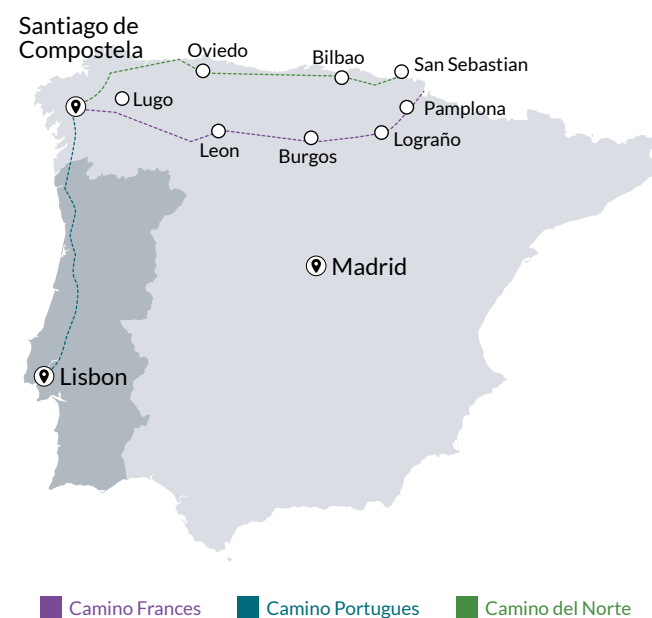 Santiago de
Compostela
Oviedo
Bilbao
San Sebastian
Lugo
Pamplona
Leon
Burgos
Lograño
Madrid
Lisbon
Camino Frances
Camino Portugues
Camino del Norte